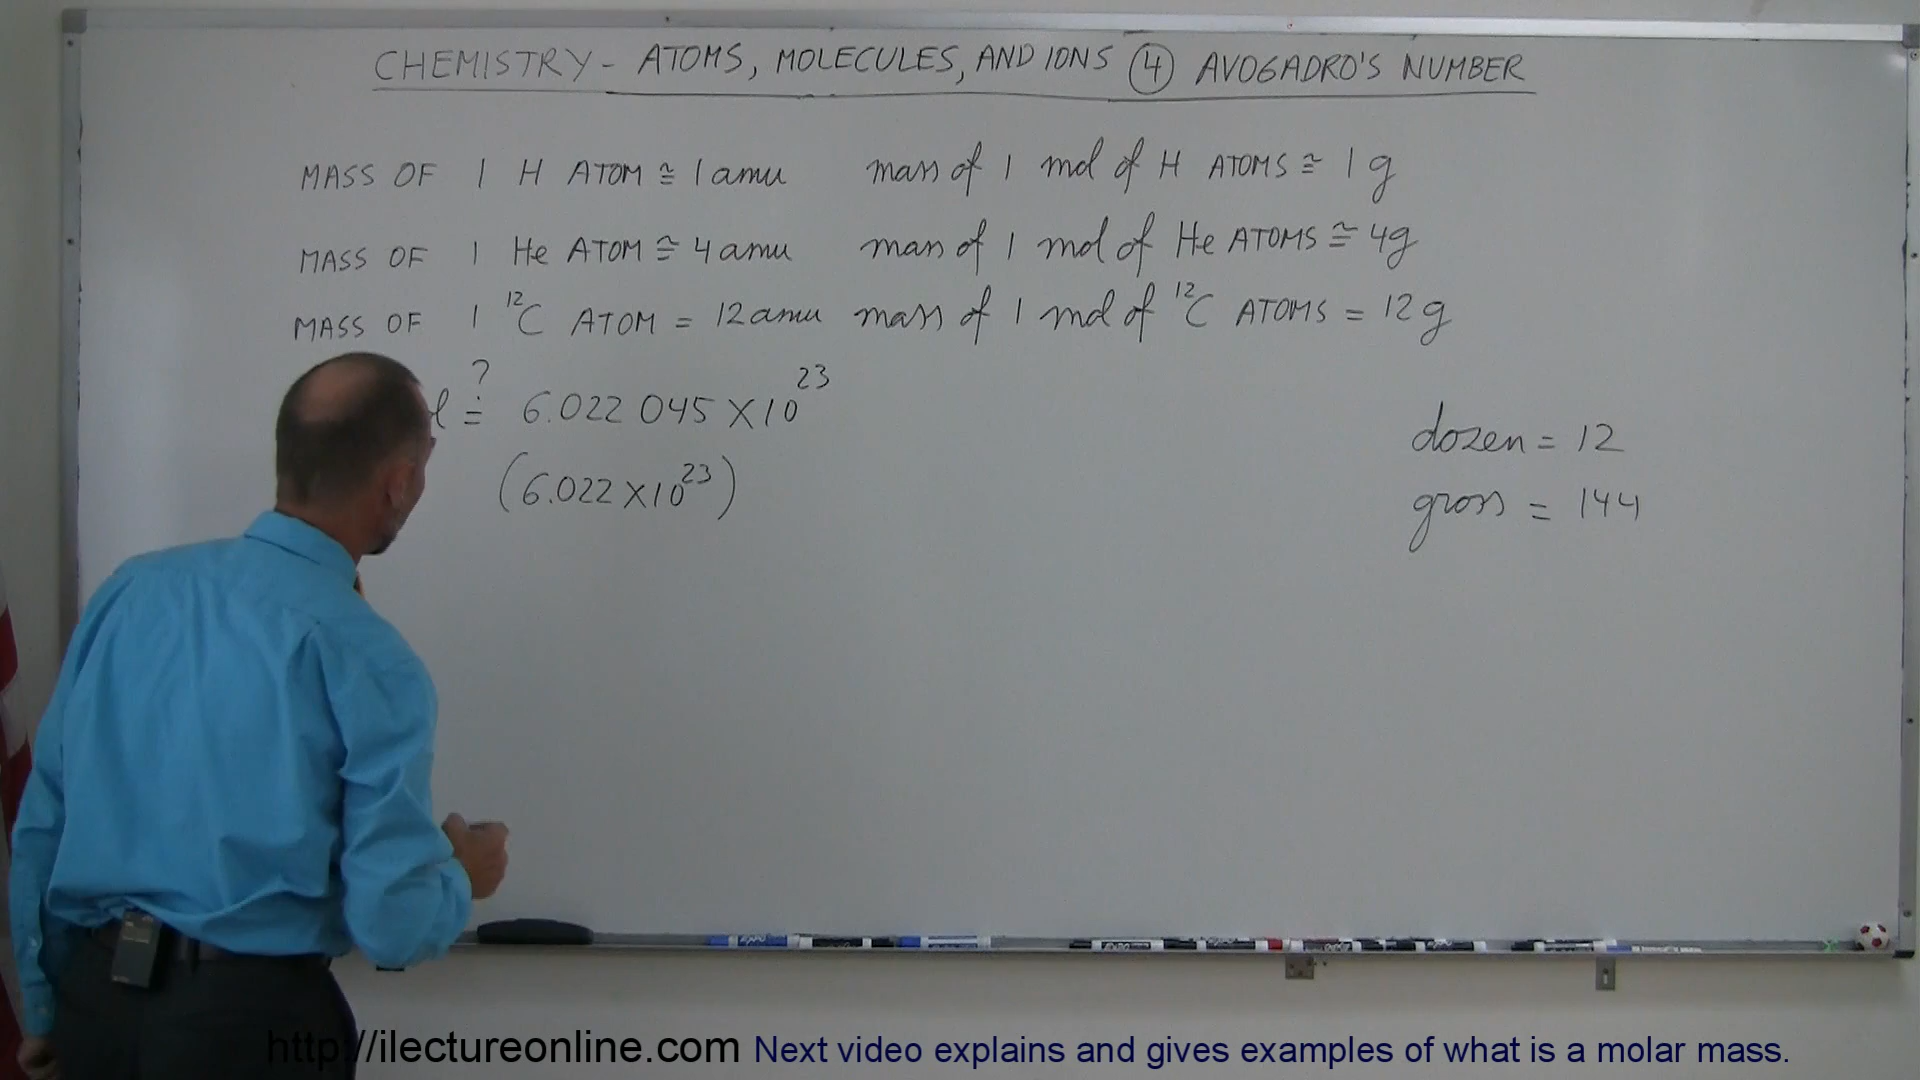 CHEMISTRY - ATOMS, MOLECULES, AND IONS ④ AVOGADRO'S NUMBER
MASS OF 1 H ATOM ≅ 1 amu mass of 1 mol of H ATOMS ≅ 1 g
MASS OF 1 He ATOM ≅ 4 amu mass of 1 mol of He ATOMS ≅ 4g
MASS OF 1 ¹²C ATOM = 12 amu mass of 1 mol of ¹²C ATOMS = 12 g
?
l = 6.022 045 × 10²³
(6.022 × 10²³)
dozen = 12
gross = 144
http://ilectureonline.com Next video explains and gives examples of what is a molar mass.